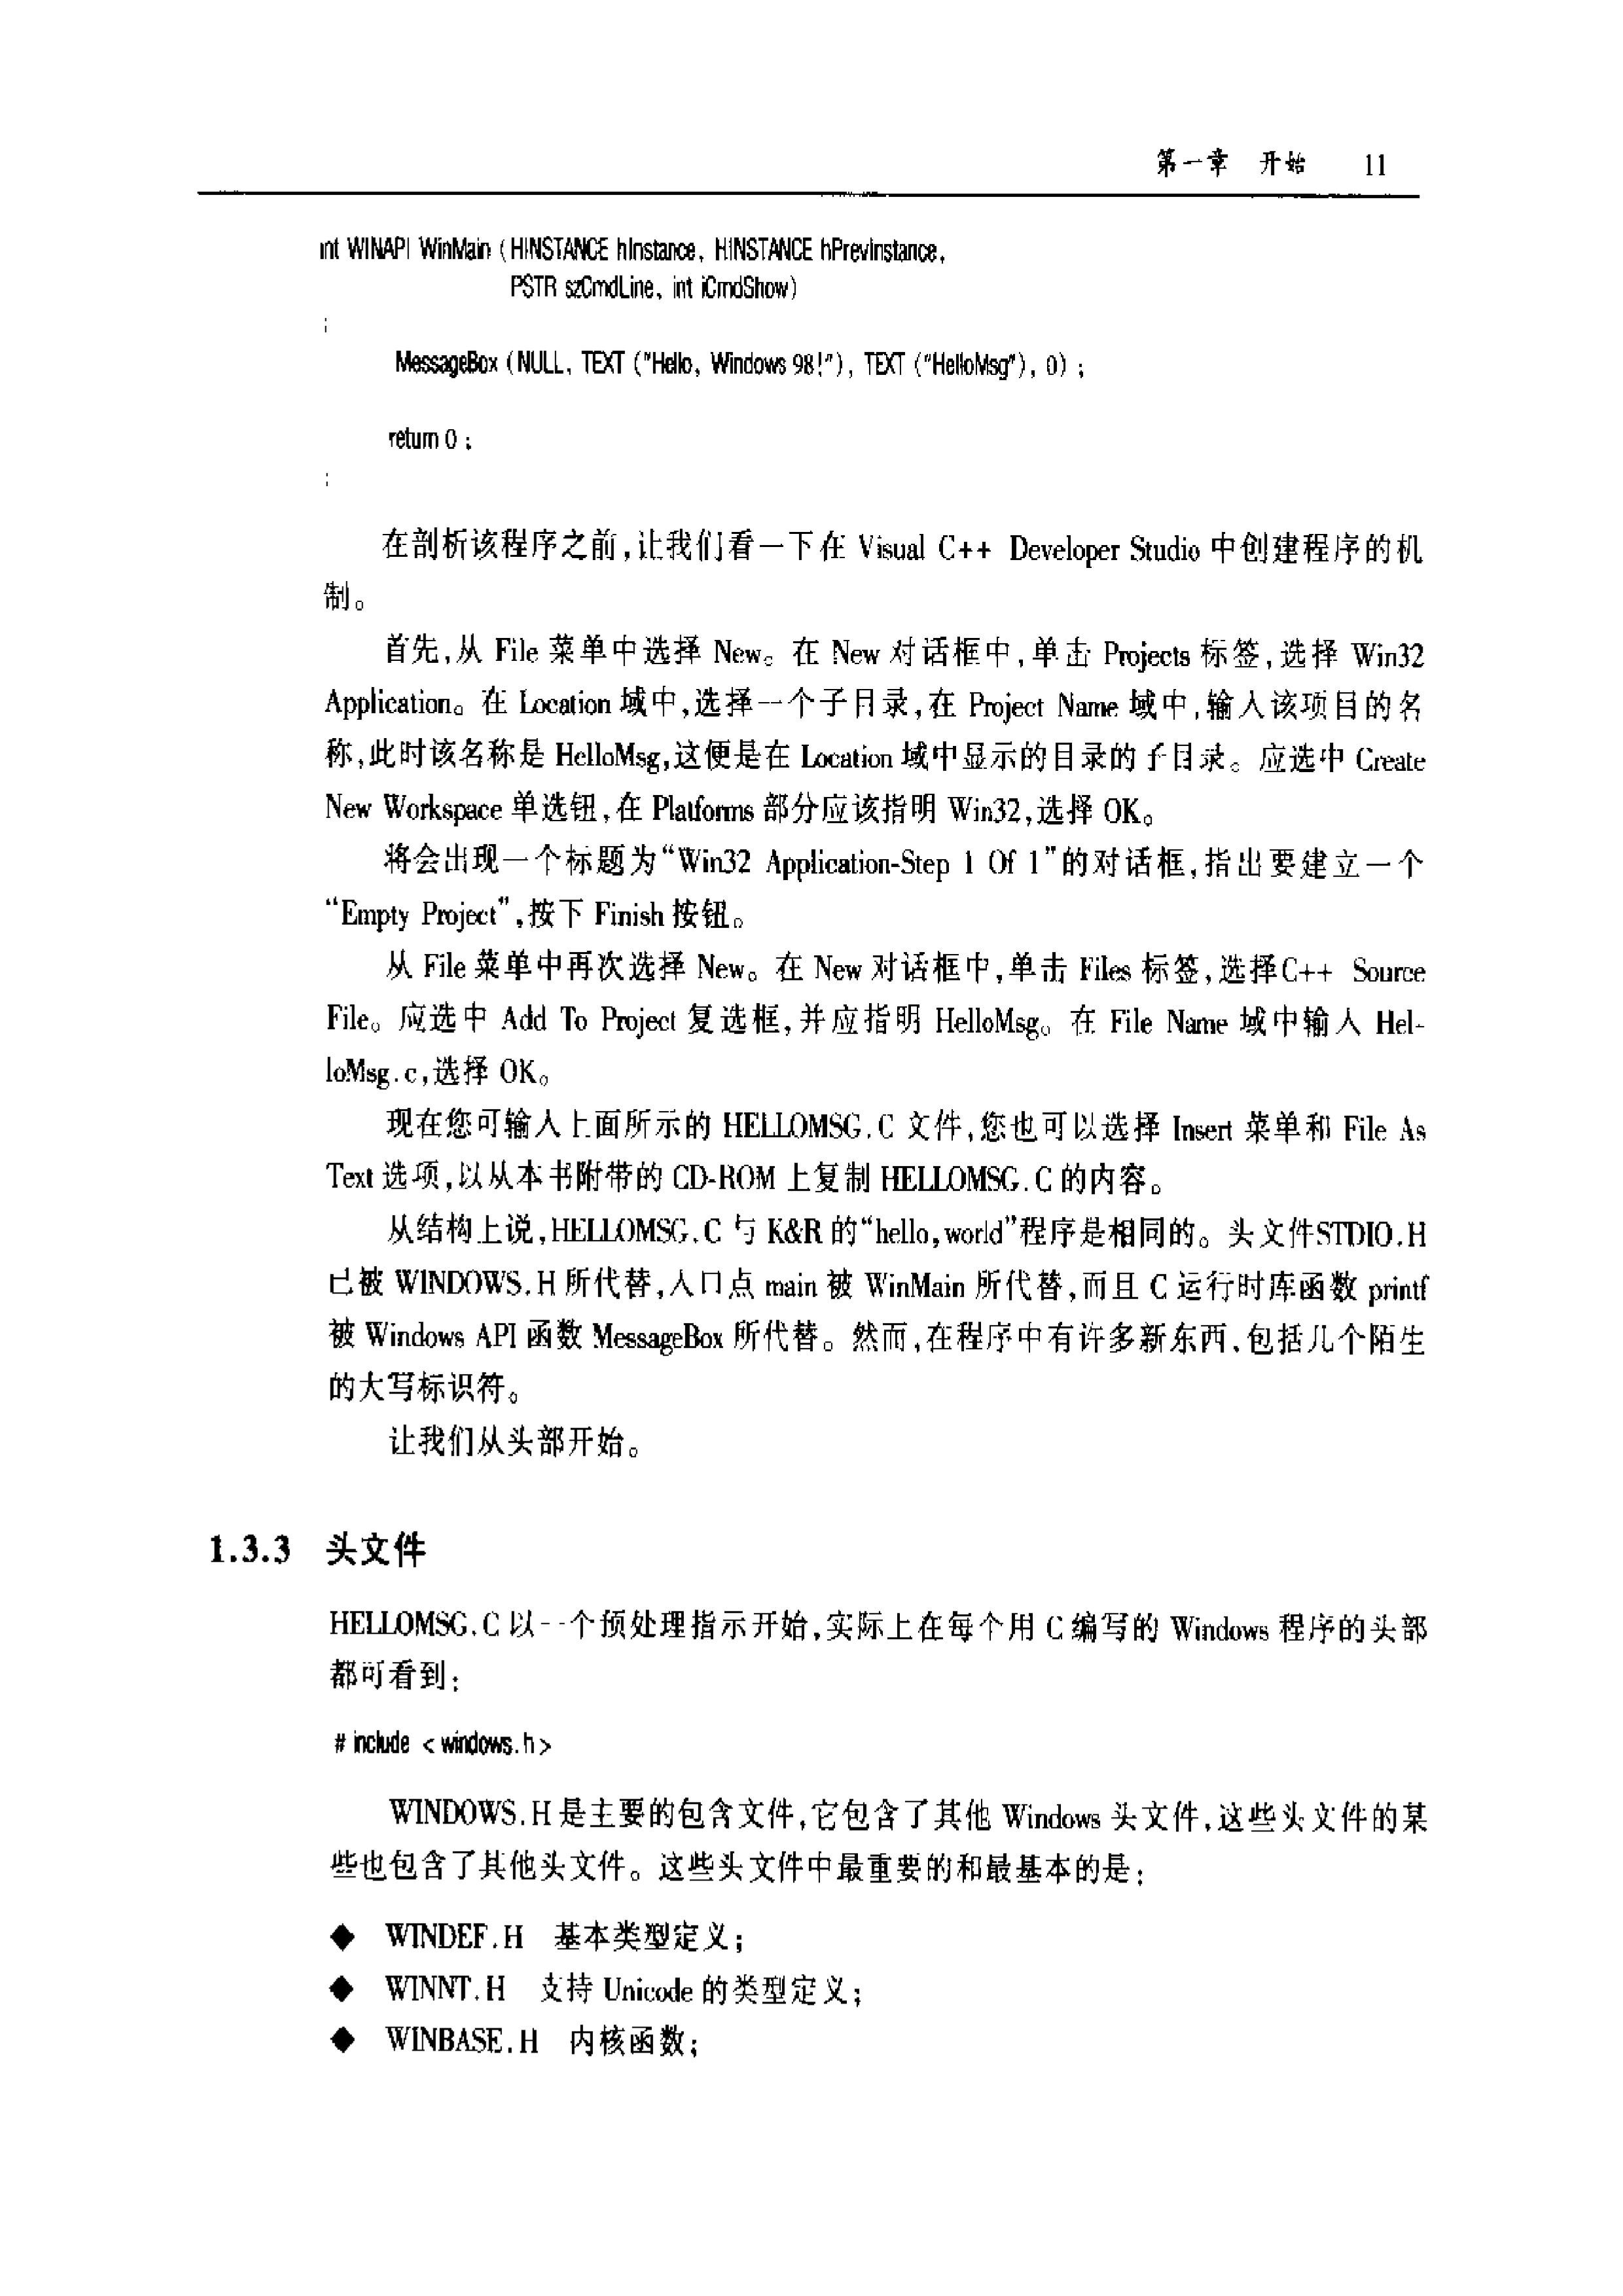 第一章 开始 11
int WINAPI WinMain (HINSTANCE hInstance, HINSTANCE hPrevInstance,
PSTR szCmdLine, int iCmdShow)
MessageBox (NULL, TEXT ("Hello, Windows 98!"), TEXT ("HelloMsg"), 0) ;
return 0 ;
在剖析该程序之前,让我们看一下在 Visual C++ Developer Studio 中创建程序的机
制。
首先,从 File 菜单中选择 New。在 New 对话框中,单击 Projects 标签,选择 Win32
Application。在 Location 域中,选择一个子目录,在 Project Name 域中,输入该项目的名
称,此时该名称是 HelloMsg,这便是在 Location 域中显示的目录的子目录。应选中 Create
New Workspace 单选钮,在 Platforms 部分应该指明 Win32,选择 OK。
将会出现一个标题为“Win32 Application-Step 1 Of 1”的对话框,指出要建立一个
“Empty Project”,按下 Finish 按钮。
从 File 菜单中再次选择 New。在 New 对话框中,单击 Files 标签,选择C++ Source
File。应选中 Add To Project 复选框,并应指明 HelloMsg。在 File Name 域中输入 Hel-
loMsg.c,选择 OK。
现在您可输入上面所示的 HELLOMSG.C 文件,您也可以选择 Insert 菜单和 File As
Text 选项,以从本书附带的 CD-ROM 上复制 HELLOMSG.C 的内容。
从结构上说,HELLOMSG.C 与 K&R 的“hello,world”程序是相同的。头文件STDIO.H
已被 WINDOWS.H 所代替,入口点 main 被 WinMain 所代替,而且 C 运行时库函数 printf
被 Windows API 函数 MessageBox 所代替。然而,在程序中有许多新东西,包括几个陌生
的大写标识符。
让我们从头部开始。
1.3.3 头文件
HELLOMSG.C 以一个预处理指示开始,实际上在每个用 C 编写的 Windows 程序的头部
都可看到:
# include < windows.h >
WINDOWS.H 是主要的包含文件,它包含了其他 Windows 头文件,这些头文件的某
些也包含了其他头文件。这些头文件中最重要的和最基本的是:
◆ WINDEF.H 基本类型定义;
◆ WINNT.H 支持 Unicode 的类型定义;
◆ WINBASE.H 内核函数;